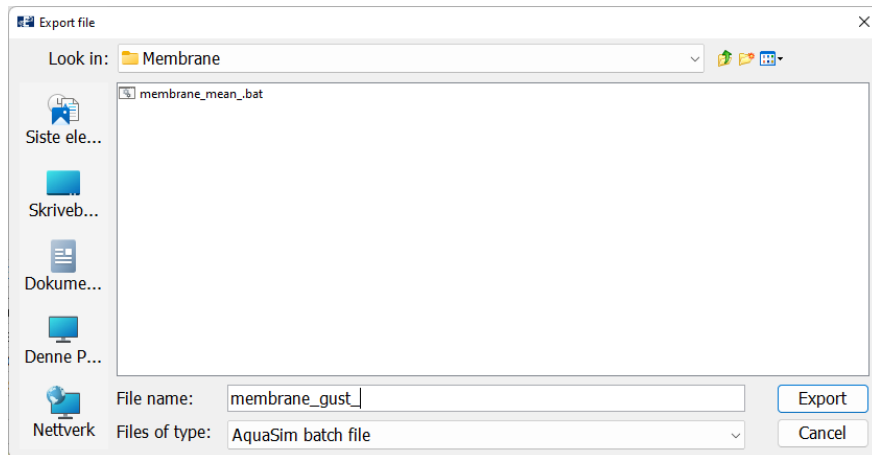 Export file
Look in: Membrane
membrane_mean_.bat
Siste ele...
Skriveb...
Dokume...
Denne P...
Nettverk
File name: membrane_gust_
Export
Files of type: AquaSim batch file
Cancel